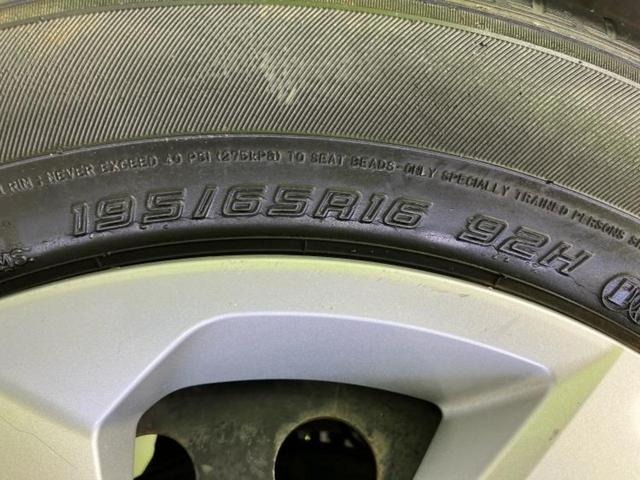 RIM: NEVER EXCEED 40 PSI (275KPa) TO SEAT BEADS-ONLY SPECIALLY TRAINED PERSONS
195/65R16 92H